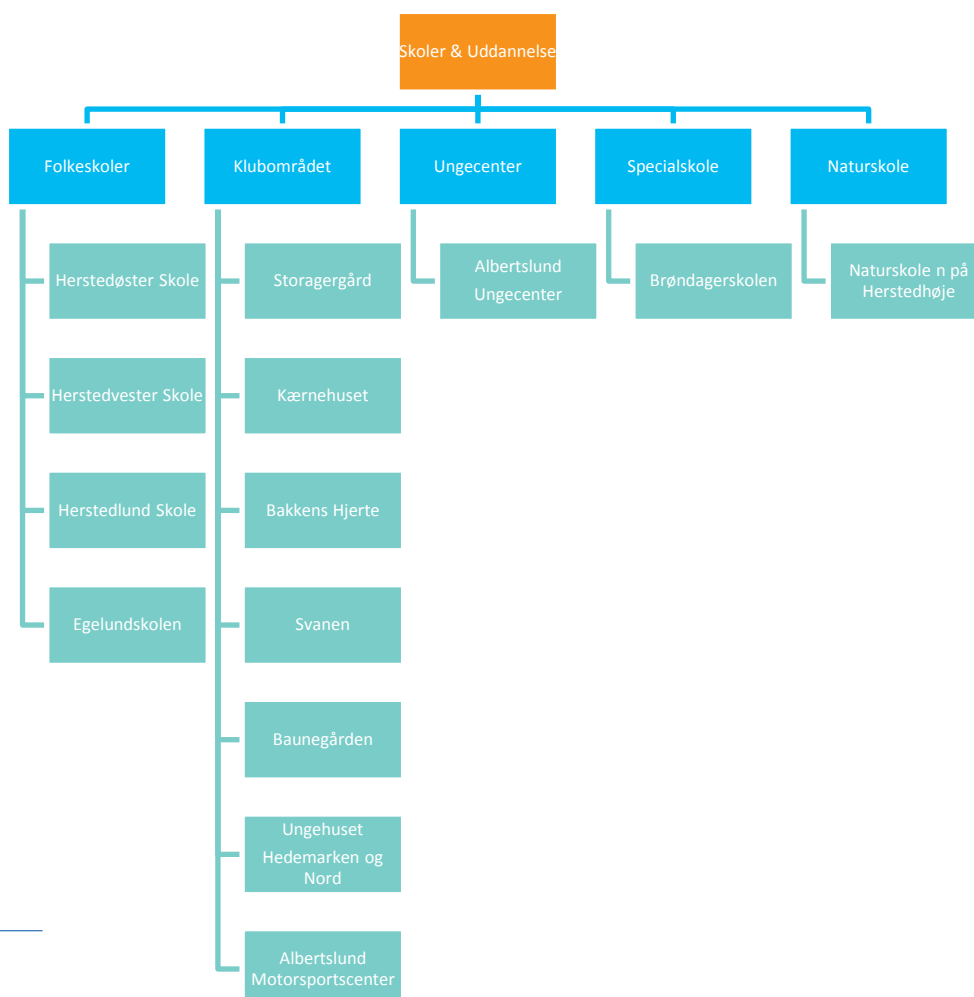 Skoler & Uddannelse
Folkeskoler
Klubområdet
Ungecenter
Specialskole
Naturskole
Herstedøster Skole
Storagergård
Albertslund
Ungecenter
Brøndagerskolen
Naturskole n på
Herstedhøje
Herstedvester Skole
Kærnehuset
Herstedlund Skole
Bakkens Hjerte
Egelundskolen
Svanen
Baunegården
Ungehuset
Hedemarken og
Nord
Albertslund
Motorsportscenter